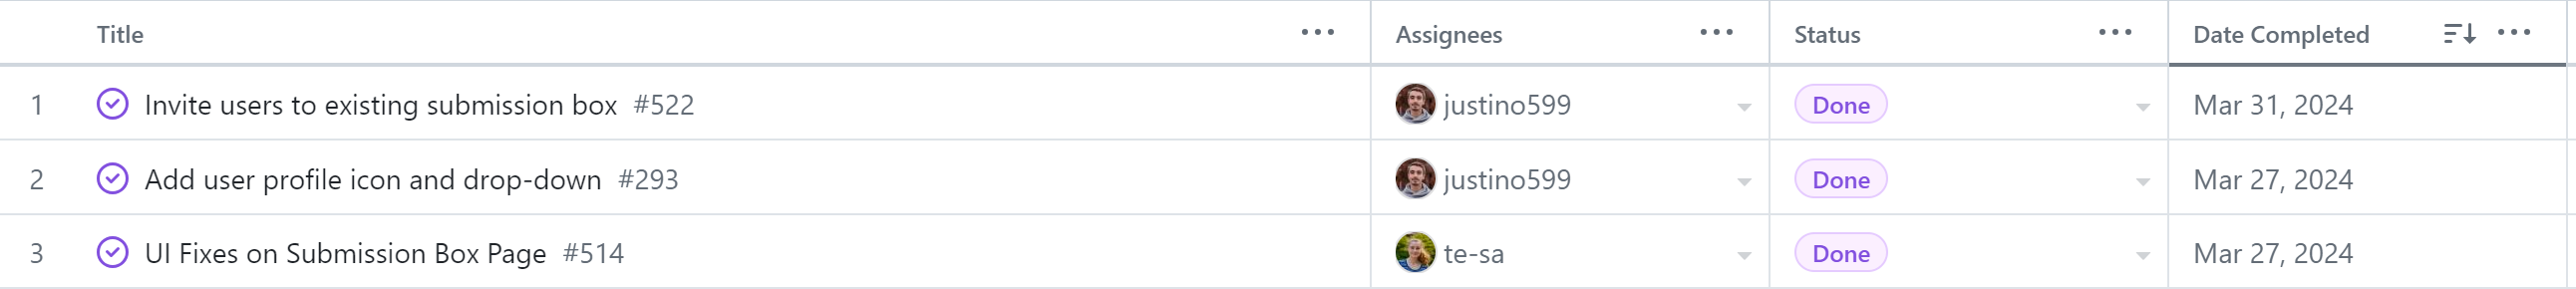 Title Assignees Status Date Completed
1 Invite users to existing submission box #522 justino599 Done Mar 31, 2024
2 Add user profile icon and drop-down #293 justino599 Done Mar 27, 2024
3 UI Fixes on Submission Box Page #514 te-sa Done Mar 27, 2024